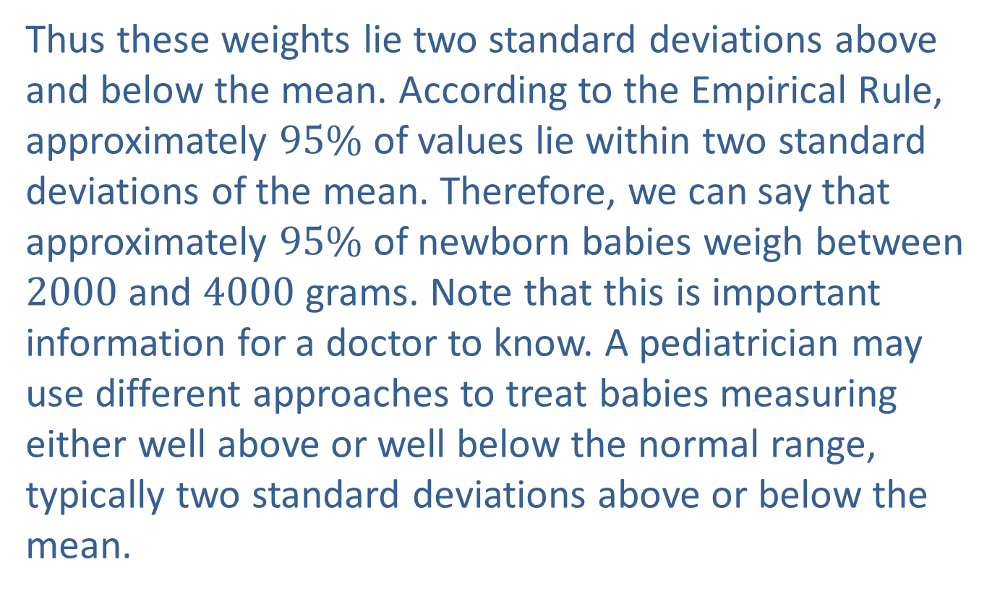 Thus these weights lie two standard deviations above
and below the mean. According to the Empirical Rule,
approximately 95% of values lie within two standard
deviations of the mean. Therefore, we can say that
approximately 95% of newborn babies weigh between
2000 and 4000 grams. Note that this is important
information for a doctor to know. A pediatrician may
use different approaches to treat babies measuring
either well above or well below the normal range,
typically two standard deviations above or below the
mean.